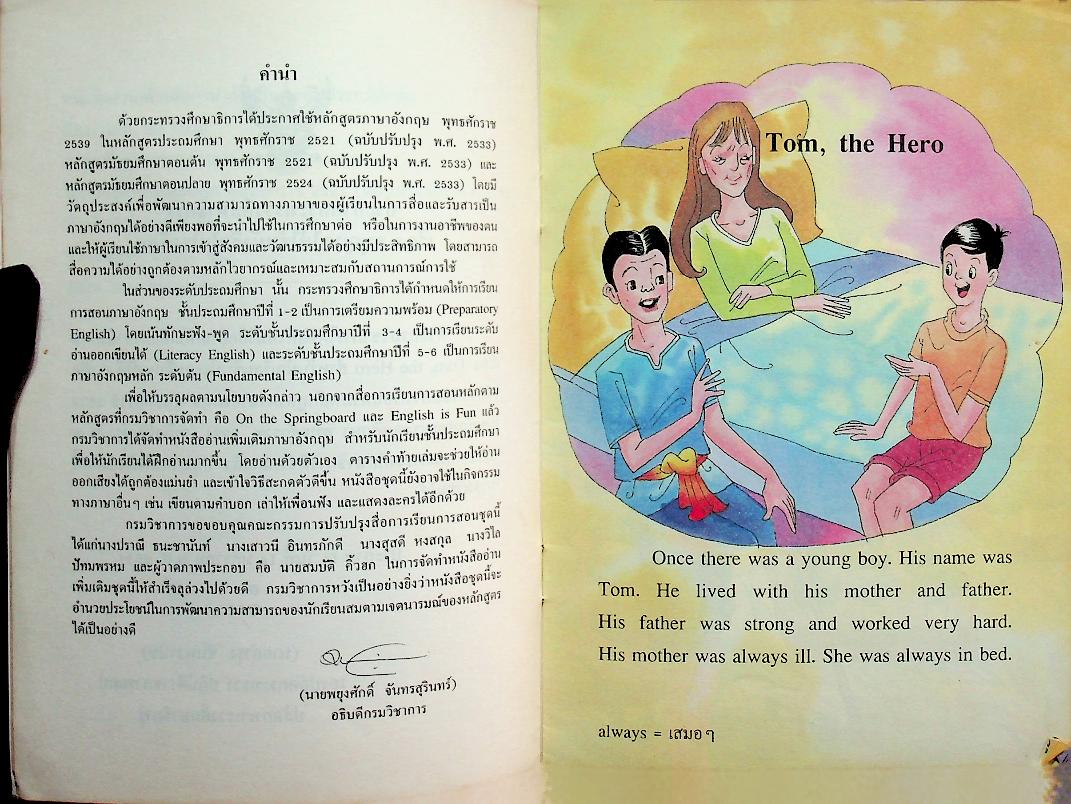 คำนำ
ด้วยกระทรวงศึกษาธิการได้ประกาศใช้หลักสูตรภาษาอังกฤษ พุทธศักราช
2539 ในหลักสูตรประถมศึกษา พุทธศักราช 2521 (ฉบับปรับปรุง พ.ศ. 2533)
หลักสูตรมัธยมศึกษาตอนต้น พุทธศักราช 2521 (ฉบับปรับปรุง พ.ศ. 2533) และ
หลักสูตรมัธยมศึกษาตอนปลาย พุทธศักราช 2524 (ฉบับปรับปรุง พ.ศ. 2533) โดยมี
วัตถุประสงค์เพื่อพัฒนาความสามารถทางภาษาของผู้เรียนในการสื่อและรับสารเป็น
ภาษาอังกฤษได้อย่างดีเพียงพอที่จะนำไปใช้ในการศึกษาต่อ หรือในการงานอาชีพของตน
และให้ผู้เรียนใช้ภาษาในการเข้าสู่สังคมและวัฒนธรรมได้อย่างมีประสิทธิภาพ โดยสามารถ
สื่อความได้อย่างถูกต้องตามหลักไวยากรณ์และเหมาะสมกับสถานการณ์การใช้
ในส่วนของระดับประถมศึกษา นั้น กระทรวงศึกษาธิการได้กำหนดให้การเรียน
การสอนภาษาอังกฤษ ชั้นประถมศึกษาปีที่ 1-2 เป็นการเตรียมความพร้อม (Preparatory
English) โดยเน้นทักษะฟัง-พูด ระดับชั้นประถมศึกษาปีที่ 3-4 เป็นการเรียนระดับ
อ่านออกเขียนได้ (Literacy English) และระดับชั้นประถมศึกษาปีที่ 5-6 เป็นการเรียน
ภาษาอังกฤษหลัก ระดับต้น (Fundamental English)
เพื่อให้บรรลุผลตามนโยบายดังกล่าว นอกจากสื่อการเรียนการสอนหลักตาม
หลักสูตรที่กรมวิชาการจัดทำ คือ On the Springboard และ English is Fun แล้ว
กรมวิชาการได้จัดทำหนังสืออ่านเพิ่มเติมภาษาอังกฤษ สำหรับนักเรียนชั้นประถมศึกษา
เพื่อให้นักเรียนได้ฝึกอ่านมากขึ้น โดยอ่านด้วยตัวเอง ตารางคำท้ายเล่มจะช่วยให้อ่าน
ออกเสียงได้ถูกต้องแม่นยำ และเข้าใจวิธีสะกดตัวดีขึ้น หนังสือชุดนี้ยังอาจใช้ในกิจกรรม
ทางภาษาอื่นๆ เช่น เขียนตามคำบอก เล่าให้เพื่อนฟัง และแสดงละครได้อีกด้วย
กรมวิชาการขอขอบคุณคณะกรรมการปรับปรุงสื่อการเรียนการสอนชุดนี้
ได้แก่นางปราณี ธนะชานันท์ นางเสาวนี อินทรภักดี นางสุสดี หงสกุล นางวิไล
ปัทมพรหม และผู้วาดภาพประกอบ คือ นายสมบัติ คิ้วฮก ในการจัดทำหนังสืออ่าน
เพิ่มเติมชุดนี้ให้สำเร็จลุล่วงไปด้วยดี กรมวิชาการหวังเป็นอย่างยิ่งว่าหนังสือชุดนี้จะ
อำนวยประโยชน์ในการพัฒนาความสามารถของนักเรียนสมตามเจตนารมณ์ของหลักสูตร
ได้เป็นอย่างดี
(นายพยุงศักดิ์ จันทรสุรินทร์)
อธิบดีกรมวิชาการ
Tom, the Hero
Once there was a young boy. His name was
Tom. He lived with his mother and father.
His father was strong and worked very hard.
His mother was always ill. She was always in bed.
always = เสมอๆ